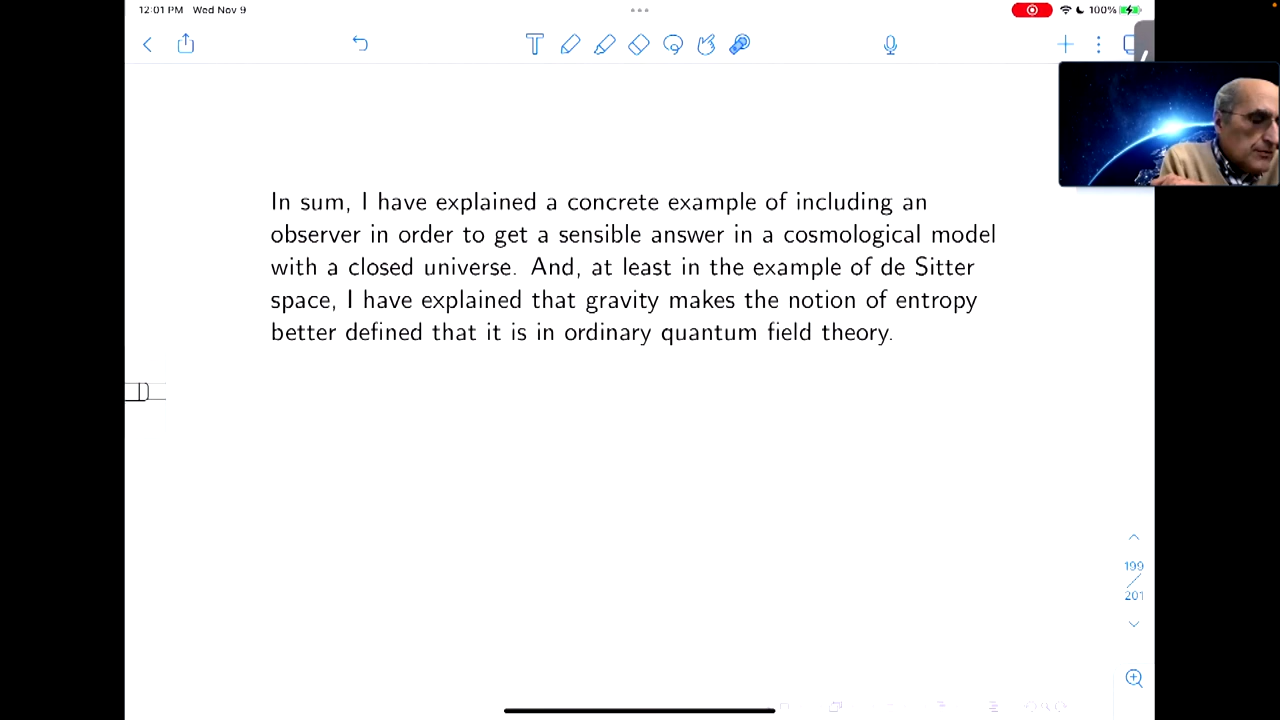 12:01 PM Wed Nov 9
100%
T
In sum, I have explained a concrete example of including an
observer in order to get a sensible answer in a cosmological model
with a closed universe. And, at least in the example of de Sitter
space, I have explained that gravity makes the notion of entropy
better defined that it is in ordinary quantum field theory.
199
201